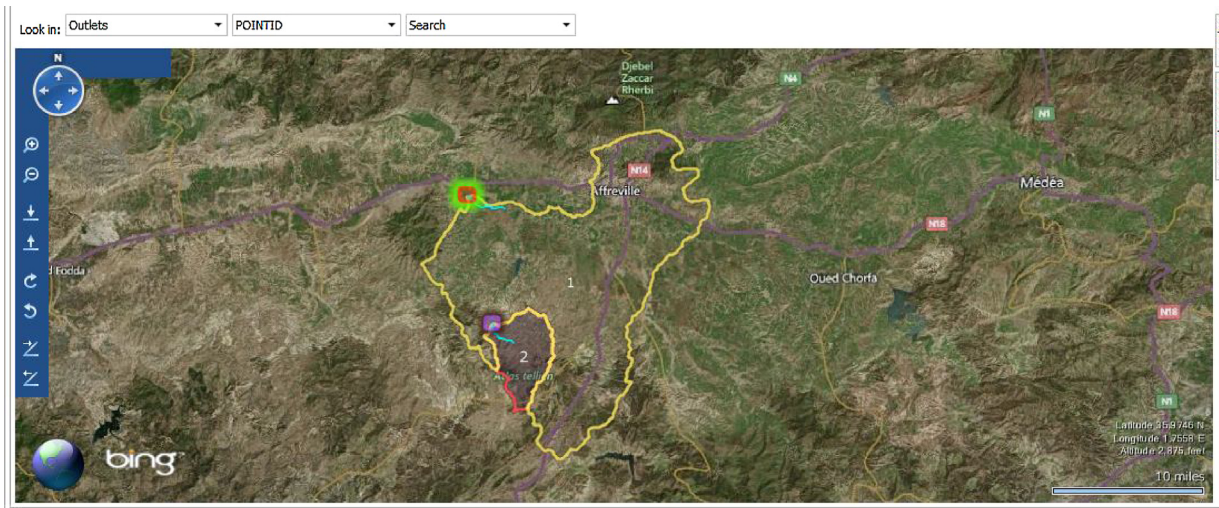 Look in:
Outlets
POINTID
Search
N
Djebel
Zaccar
Rherbi
N4
N1
N14
Affreville
Médéa
N18
d Fodda
Oued Chorfa
1
N18
2
Atlas tellien
N1
Latitude 35.9746 N
Longitude 1.7558 E
Altitude 2,875 feet
bing
10 miles